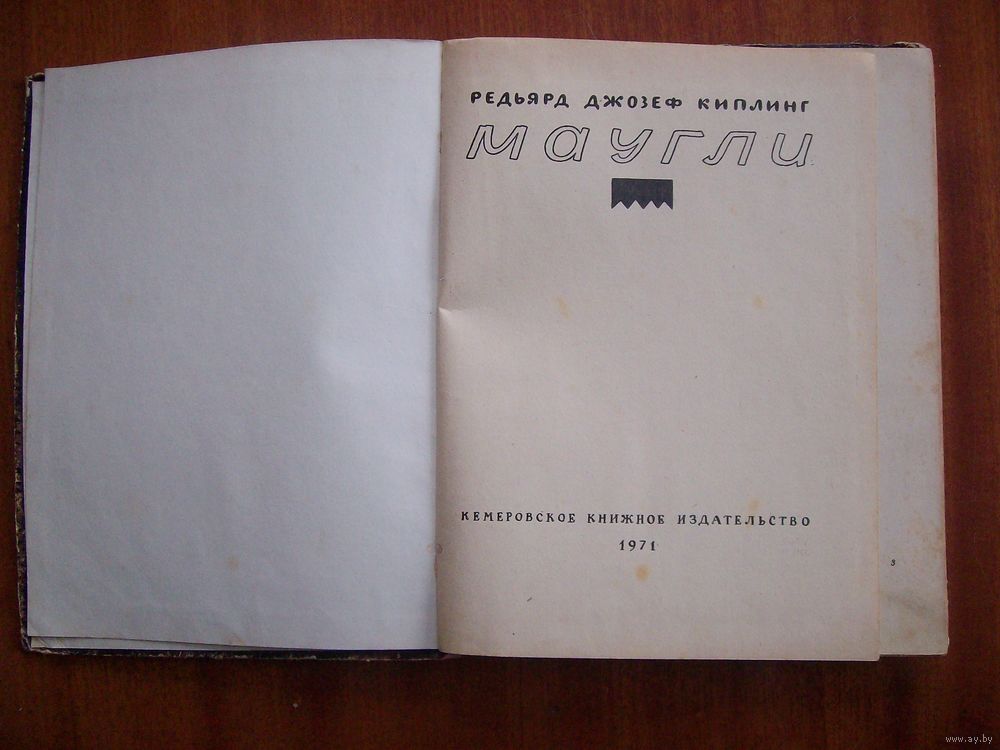 РЕДЬЯРД ДЖОЗЕФ КИПЛИНГ
МАУГЛИ
КЕМЕРОВСКОЕ КНИЖНОЕ ИЗДАТЕЛЬСТВО
1971
3
www.ay.by